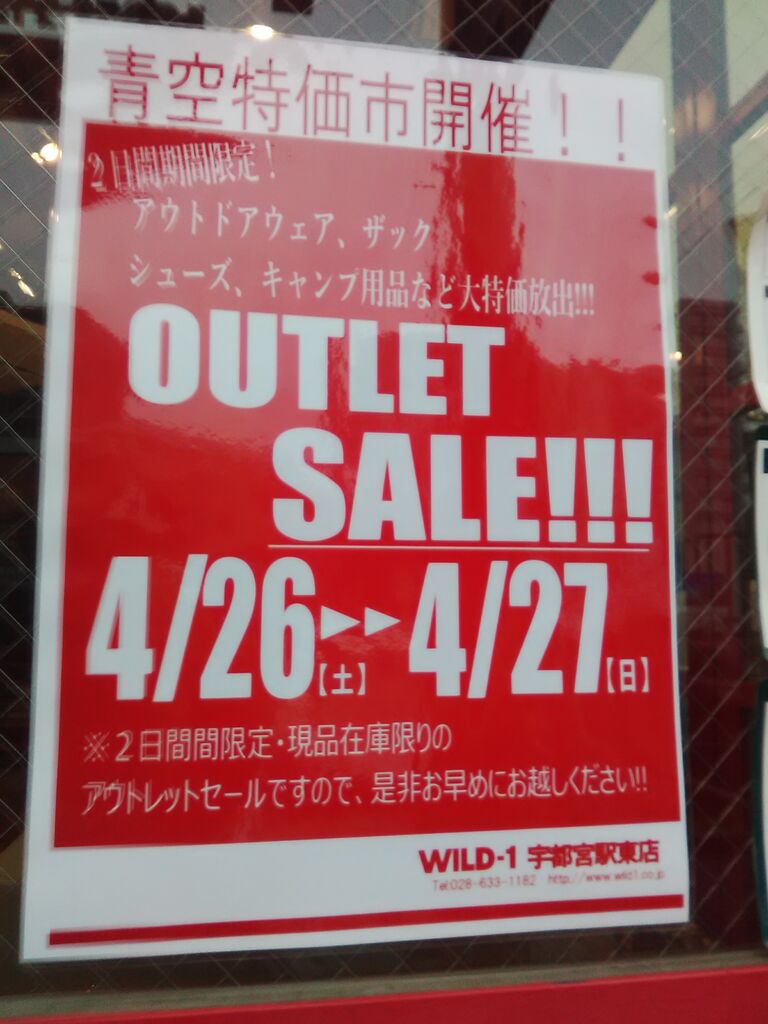 青空特価市開催！！
２日間期間限定！
アウトドアウェア、ザック
シューズ、キャンプ用品など大特価放出!!!
OUTLET
SALE!!!
4/26【土】▶▶4/27【日】
※２日間間限定・現品在庫限りの
アウトレットセールですので、是非お早めにお越しください!!
WILD-1 宇都宮駅東店
Tel:028-633-1182 http://www.wild1.co.jp